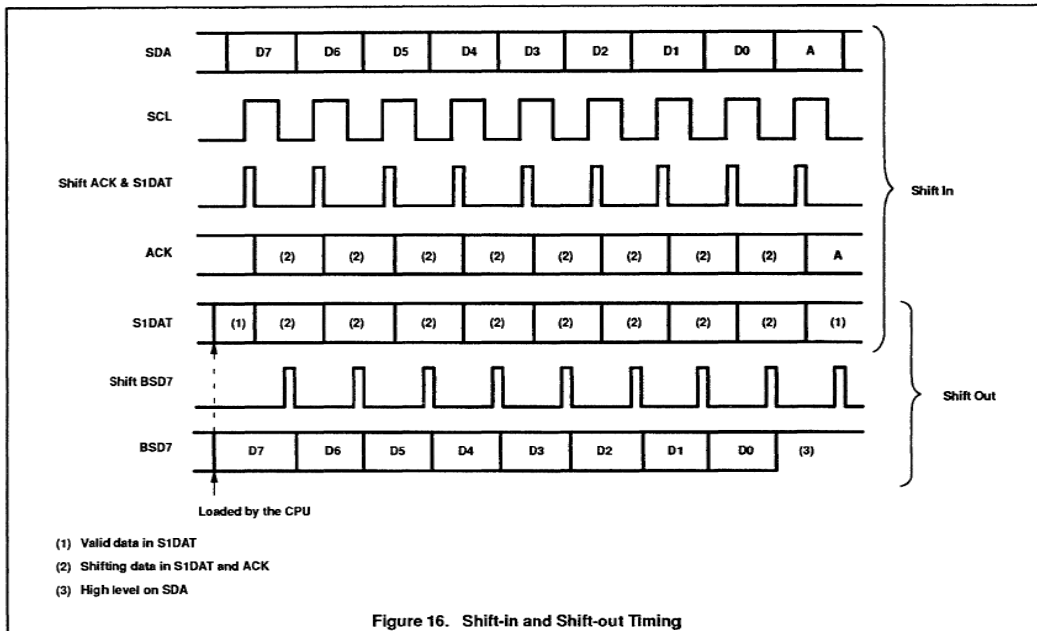 SDA D7 D6 D5 D4 D3 D2 D1 D0 A
SCL
Shift ACK & S1DAT
Shift In
ACK (2) (2) (2) (2) (2) (2) (2) (2) A
S1DAT (1) (2) (2) (2) (2) (2) (2) (2) (2) (1)
Shift BSD7
Shift Out
BSD7 D7 D6 D5 D4 D3 D2 D1 D0 (3)
Loaded by the CPU
(1) Valid data in S1DAT
(2) Shifting data in S1DAT and ACK
(3) High level on SDA
Figure 16. Shift-in and Shift-out Timing